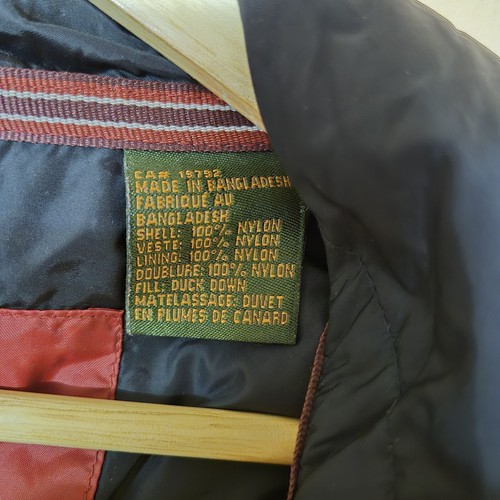 CA# 19792
MADE IN BANGLADESH
FABRIQUÉ AU
BANGLADESH
SHELL: 100% NYLON
VESTE: 100% NYLON
LINING: 100% NYLON
DOUBLURE: 100% NYLON
FILL: DUCK DOWN
MATELASSAGE: DUVET
EN PLUMES DE CANARD